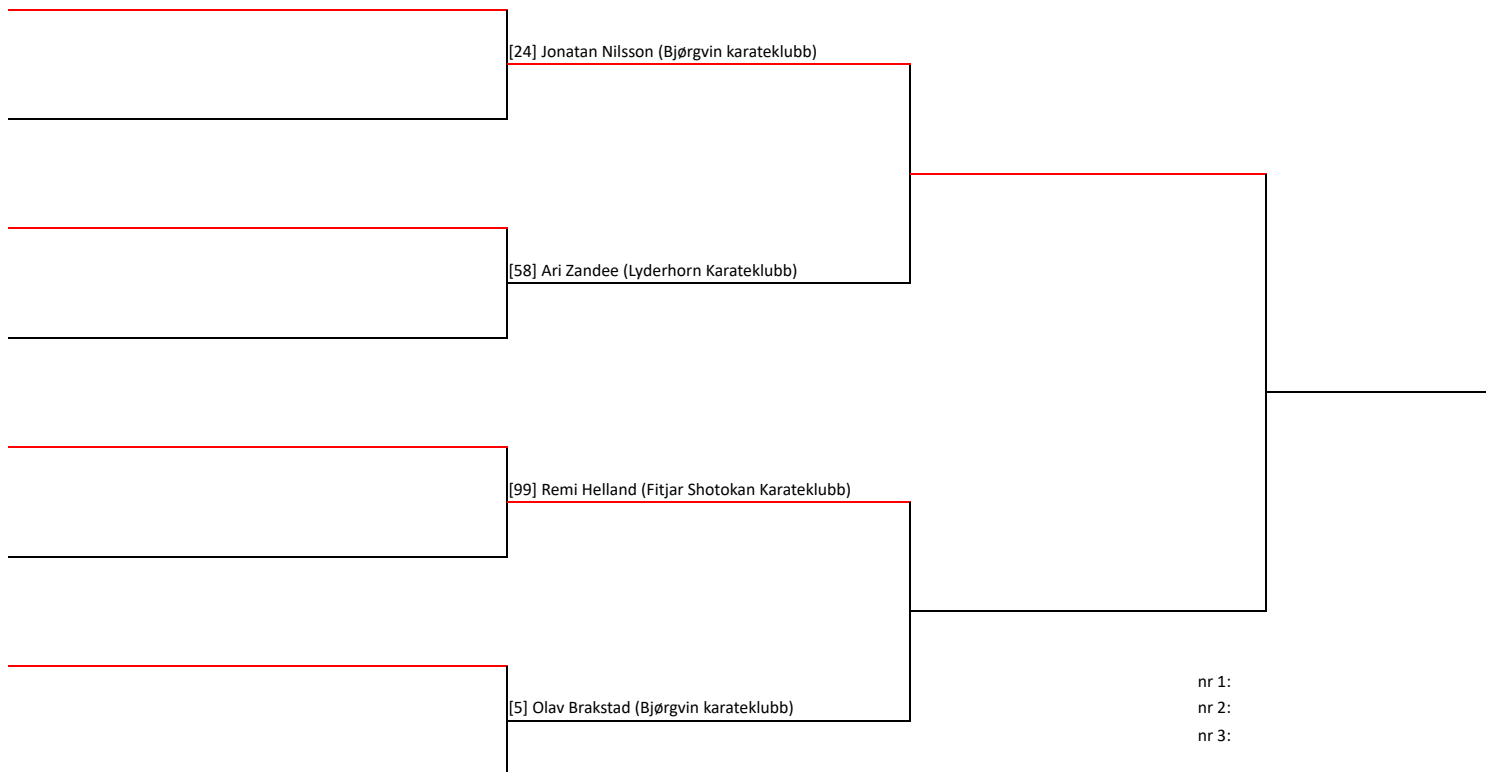 [24] Jonatan Nilsson (Bjørgvin karateklubb)
[58] Ari Zandee (Lyderhorn Karateklubb)
[99] Remi Helland (Fitjar Shotokan Karateklubb)
[5] Olav Brakstad (Bjørgvin karateklubb)
nr 1:
nr 2:
nr 3: